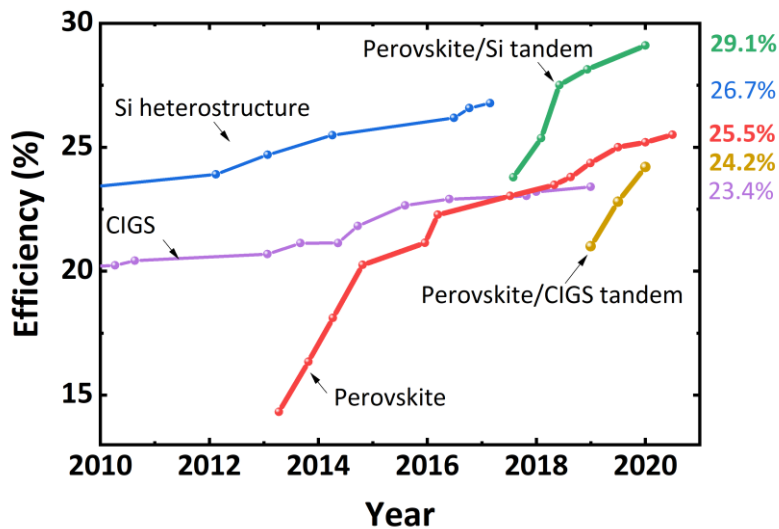 30
Perovskite/Si tandem
29.1%
Si heterostructure
26.7%
25
25.5%
24.2%
23.4%
CIGS
20
Perovskite/CIGS tandem
Perovskite
15
Efficiency (%)
2010 2012 2014 2016 2018 2020
Year